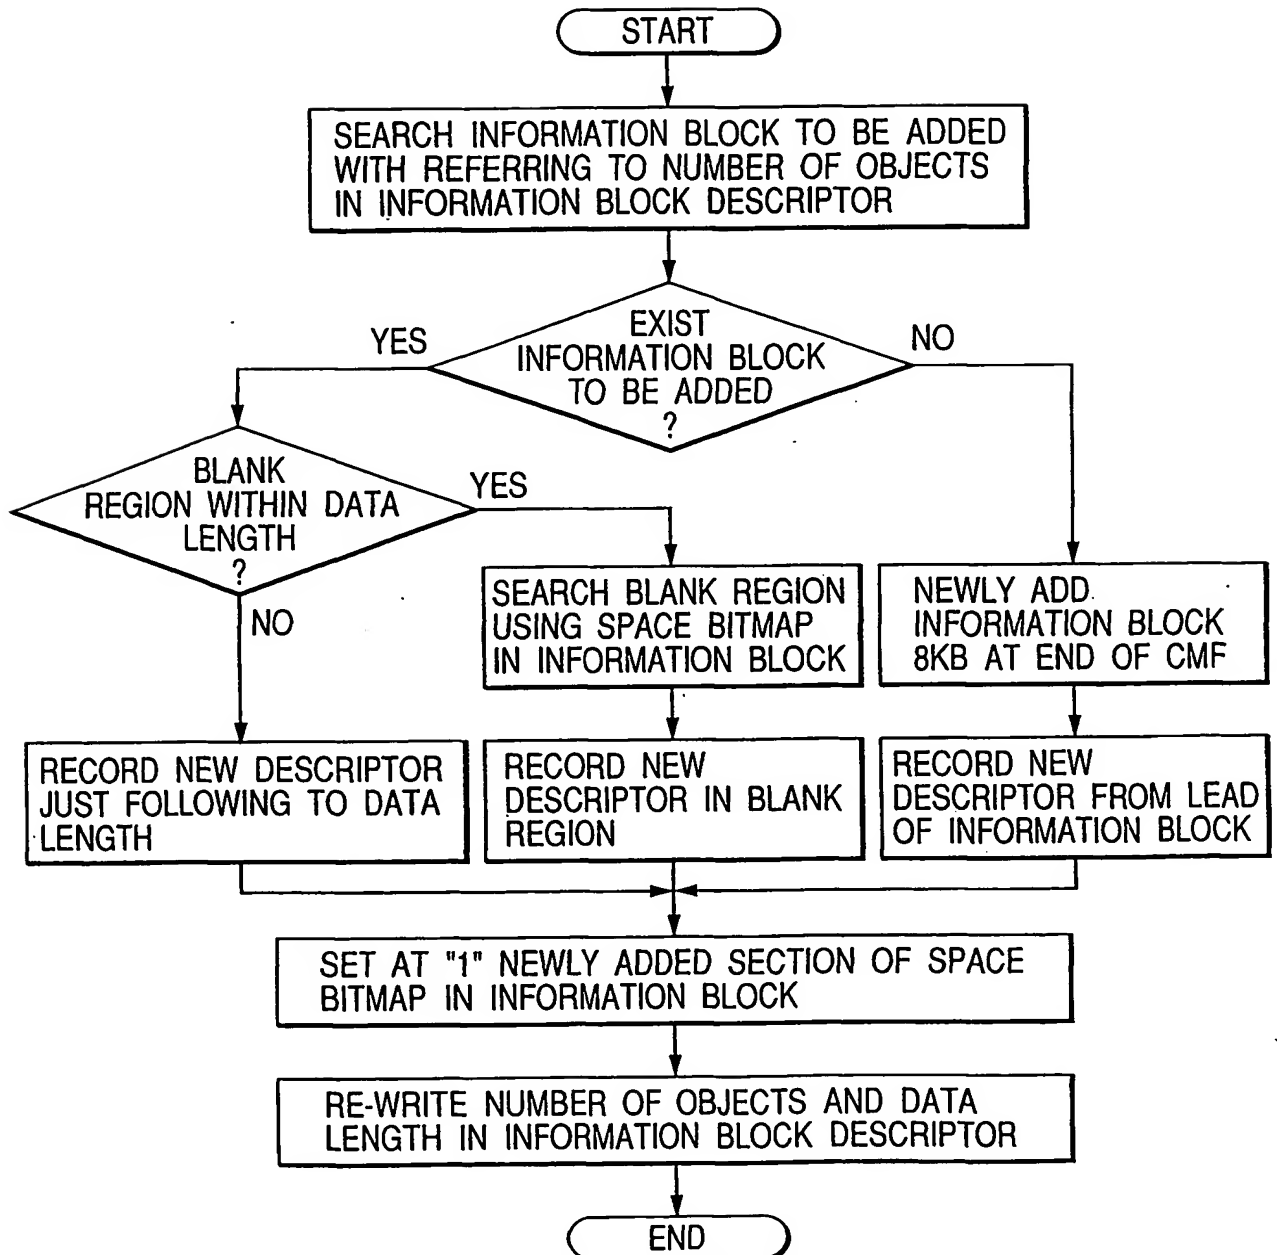 START
SEARCH INFORMATION BLOCK TO BE ADDED
WITH REFERRING TO NUMBER OF OBJECTS
IN INFORMATION BLOCK DESCRIPTOR
EXIST
INFORMATION BLOCK
TO BE ADDED
?
YES
NO
BLANK
REGION WITHIN DATA
LENGTH
?
YES
NO
SEARCH BLANK REGION
USING SPACE BITMAP
IN INFORMATION BLOCK
NEWLY ADD
INFORMATION BLOCK
8KB AT END OF CMF
RECORD NEW DESCRIPTOR
JUST FOLLOWING TO DATA
LENGTH
RECORD NEW
DESCRIPTOR IN BLANK
REGION
RECORD NEW
DESCRIPTOR FROM LEAD
OF INFORMATION BLOCK
SET AT "1" NEWLY ADDED SECTION OF SPACE
BITMAP IN INFORMATION BLOCK
RE-WRITE NUMBER OF OBJECTS AND DATA
LENGTH IN INFORMATION BLOCK DESCRIPTOR
END